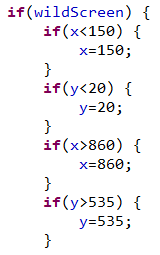 if(wildScreen) {
if(x<150) {
x=150;
}
if(y<20) {
y=20;
}
if(x>860) {
x=860;
}
if(y>535) {
y=535;
}